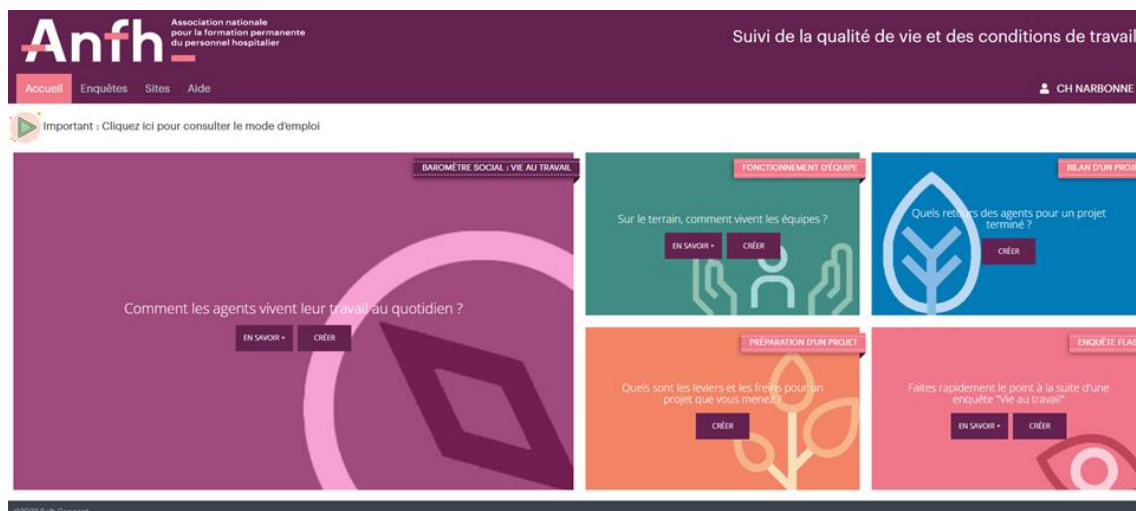 Anfh
Association nationale
pour la formation permanente
du personnel hospitalier
Suivi de la qualité de vie et des conditions de travail
Accueil Enquêtes Sites Aide
CH NARBONNE
Important : Cliquez ici pour consulter le mode d'emploi
BAROMÈTRE SOCIAL : VIE AU TRAVAIL
Comment les agents vivent leur travail au quotidien ?
EN SAVOIR + CRÉER
FONCTIONNEMENT D'ÉQUIPE
Sur le terrain, comment vivent les équipes ?
EN SAVOIR + CRÉER
BILAN D'UN PROJE
Quels retours des agents pour un projet
terminé ?
CRÉER
PRÉPARATION D'UN PROJET
Quels sont les leviers et les freins pour un
projet que vous menez ?
CRÉER
ENQUÊTE FLAS
Faites rapidement le point à la suite d'une
enquête "Vie au travail"
EN SAVOIR + CRÉER